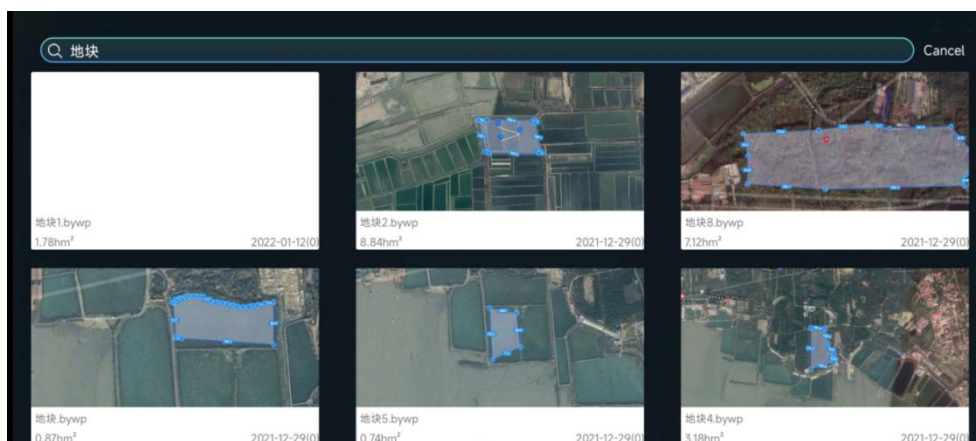 地块
Cancel
地块1.bywp
1.78hm²
2022-01-12(0)
地块2.bywp
8.84hm²
2021-12-29(0)
地块8.bywp
7.12hm²
2021-12-29(0)
地块.bywp
0.87hm²
2021-12-29(0)
地块5.bywp
0.74hm²
2021-12-29(0)
地块4.bywp
3.18hm²
2021-12-29(0)